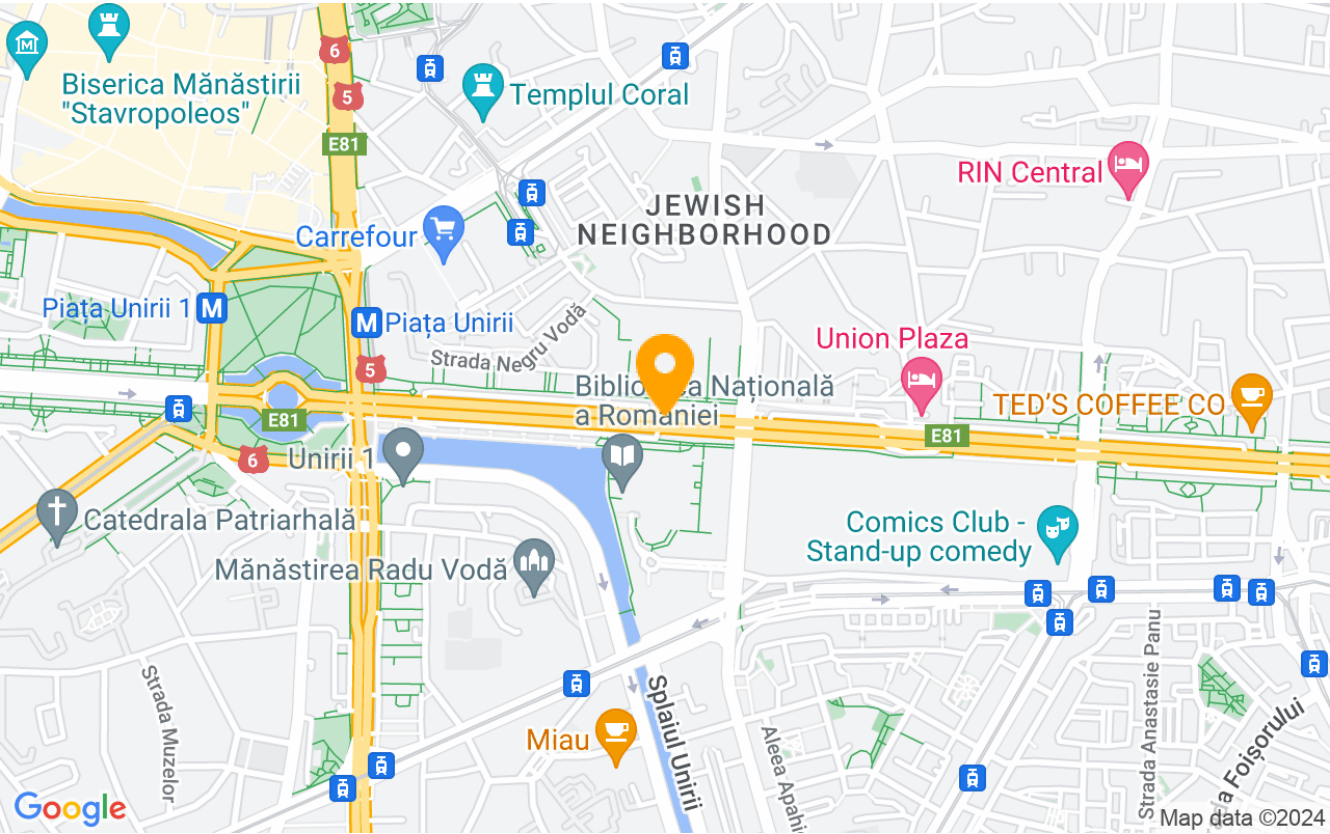 6
5
E81
Biserica Mănăstirii
"Stavropoleos"
Templul Coral
RIN Central
JEWISH
NEIGHBORHOOD
Carrefour
Piața Unirii 1
M
M
Piața Unirii
Strada Negru Vodă
5
Union Plaza
Națională
a României
TED'S COFFEE CO
E81
E81
6
Unirii 1
Catedrala Patriarhală
Comics Club -
Stand-up comedy
Mănăstirea Radu Vodă
Strada Muzelor
Miau
Splaiul Unirii
Aleea Apahi
Strada Anastasie Panu
da Foișorului
Google
Map data ©2024